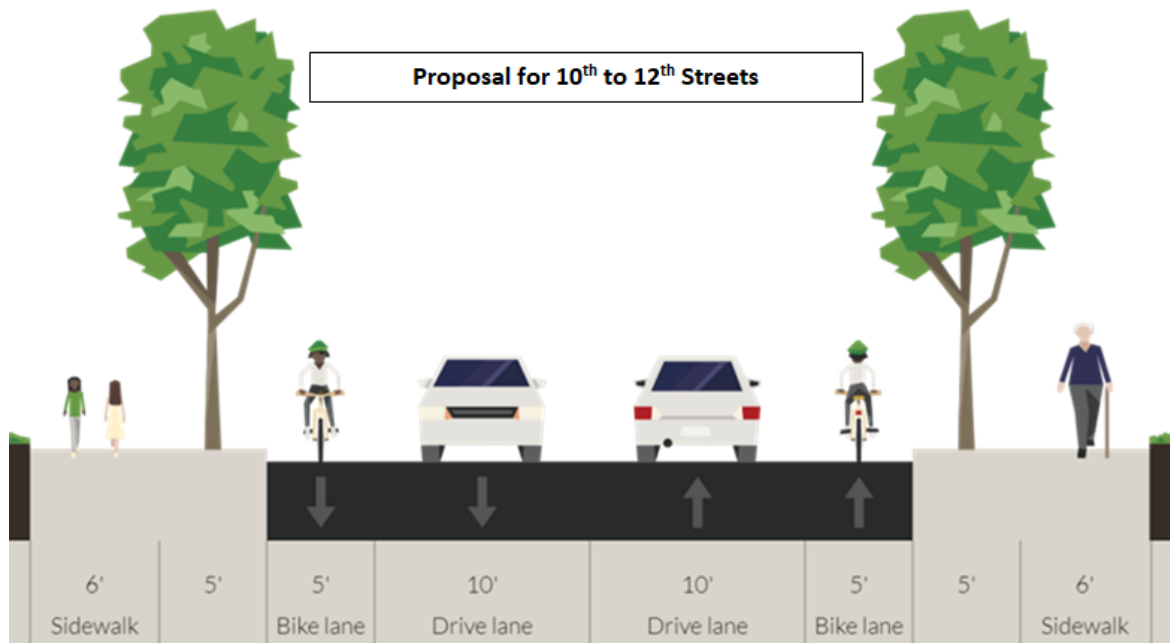 Proposal for 10th to 12th Streets
6' 5' 5' 10' 10' 5' 5' 6'
Sidewalk Bike lane Drive lane Drive lane Bike lane Sidewalk